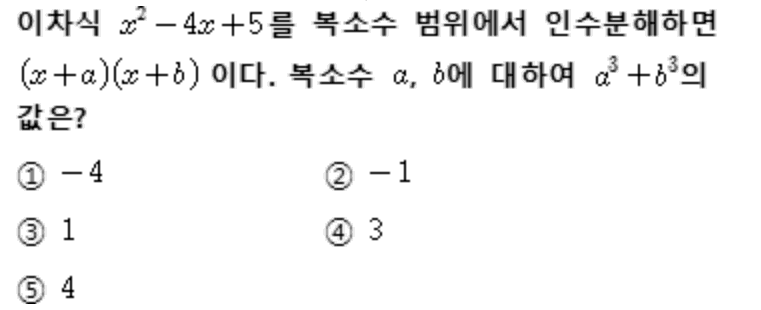 이차식 x² − 4x + 5를 복소수 범위에서 인수분해하면
(x+a)(x+b) 이다. 복소수 a, b에 대하여 a³ + b³의
값은?
① −4 ② −1
③ 1 ④ 3
⑤ 4